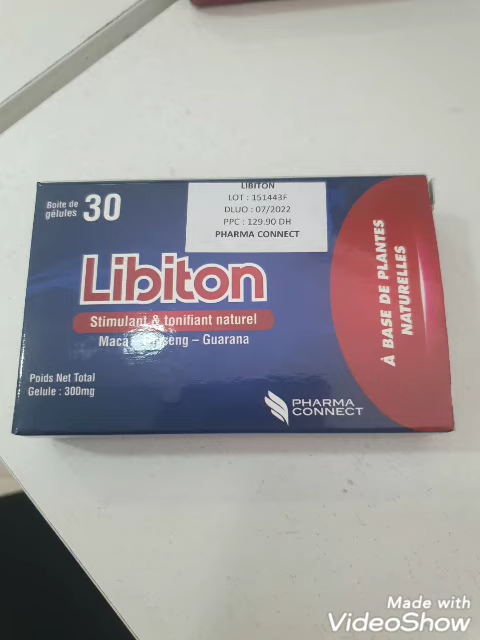 LIBITON
LOT : 151443F
DLUO : 07/2022
PPC : 129.90 DH
PHARMA CONNECT
Boite de
gélules 30
Libiton
Stimulant & tonifiant naturel
Maca - Ginseng – Guarana
À BASE DE PLANTES
NATURELLES
Poids Net Total
Gelule : 300mg
PHARMA
CONNECT
Made with
VideoShow